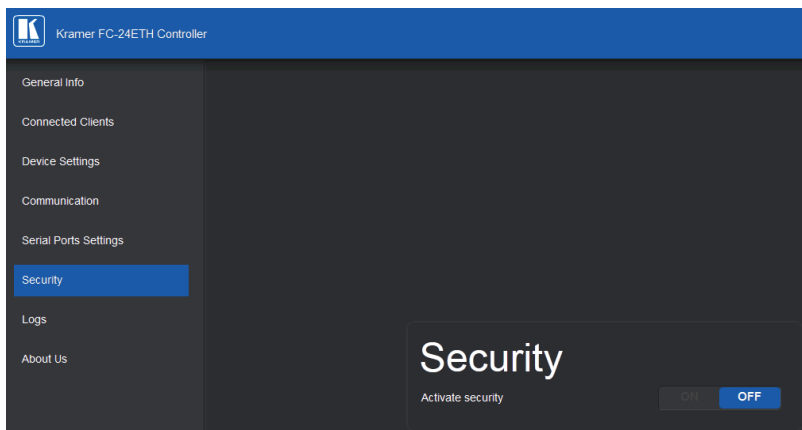 KRAMER
Kramer FC-24ETH Controller
General Info
Connected Clients
Device Settings
Communication
Serial Ports Settings
Security
Logs
About Us
Security
Activate security ON OFF